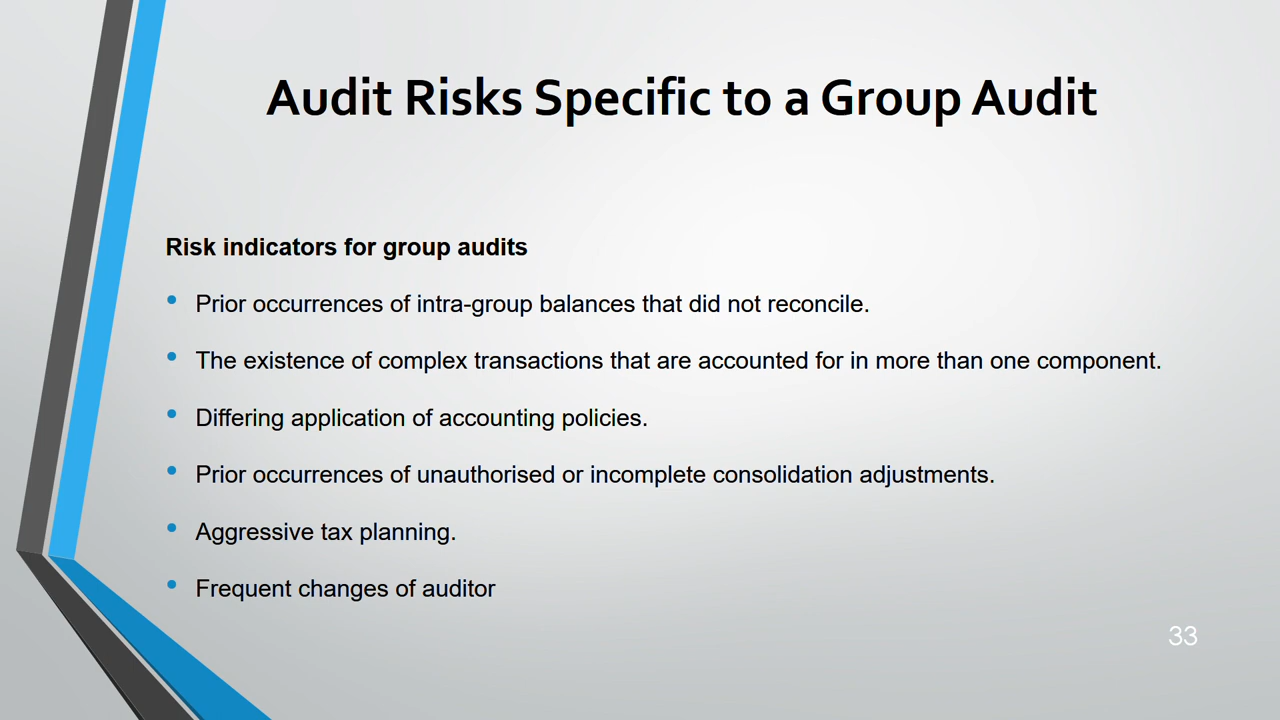 Audit Risks Specific to a Group Audit
Risk indicators for group audits
• Prior occurrences of intra-group balances that did not reconcile.
• The existence of complex transactions that are accounted for in more than one component.
• Differing application of accounting policies.
• Prior occurrences of unauthorised or incomplete consolidation adjustments.
• Aggressive tax planning.
• Frequent changes of auditor
33